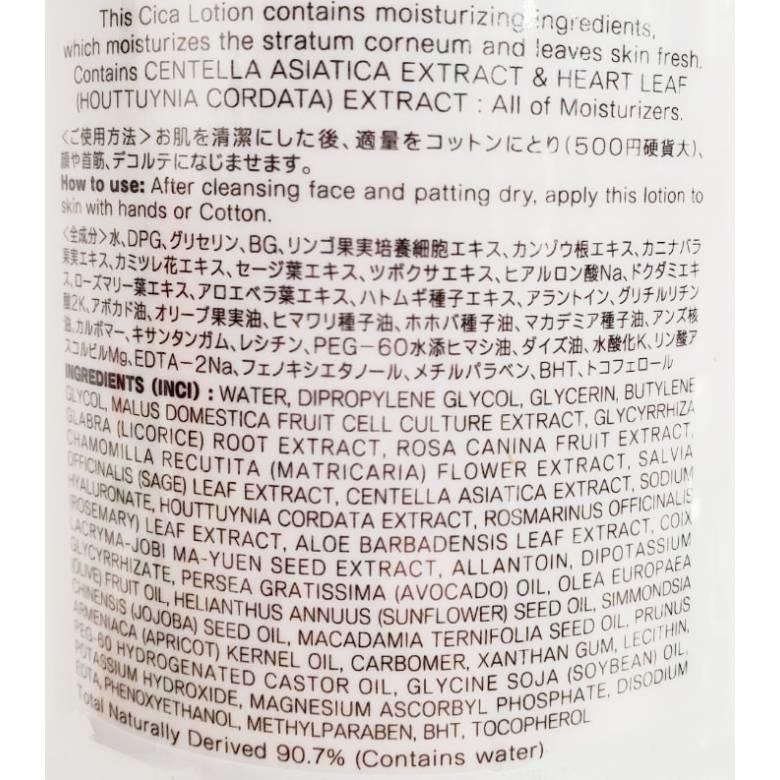 This Cica Lotion contains moisturizing ingredients,
which moisturizes the stratum corneum and leaves skin fresh.
Contains CENTELLA ASIATICA EXTRACT & HEART LEAF
(HOUTTUYNIA CORDATA) EXTRACT : All of Moisturizers.
〈ご使用方法〉お肌を清潔にした後、適量をコットンにとり(500円硬貨大)、
顔や首筋、デコルテになじませます。
How to use: After cleansing face and patting dry, apply this lotion to
skin with hands or Cotton.
〈全成分〉水、DPG、グリセリン、BG、リンゴ果実培養細胞エキス、カンゾウ根エキス、カニナバラ
果実エキス、カミツレ花エキス、セージ葉エキス、ツボクサエキス、ヒアルロン酸Na、ドクダミエキ
ス、ローズマリー葉エキス、アロエベラ葉エキス、ハトムギ種子エキス、アラントイン、グリチルリチン
酸2K、アボカド油、オリーブ果実油、ヒマワリ種子油、ホホバ種子油、マカデミア種子油、アンズ核
油、カルボマー、キサンタンガム、レシチン、PEG-60水添ヒマシ油、ダイズ油、水酸化K、リン酸ア
スコルビルMg、EDTA-2Na、フェノキシエタノール、メチルパラベン、BHT、トコフェロール
INGREDIENTS (INCI) : WATER, DIPROPYLENE GLYCOL, GLYCERIN, BUTYLENE
GLYCOL, MALUS DOMESTICA FRUIT CELL CULTURE EXTRACT, GLYCYRRHIZA
GLABRA (LICORICE) ROOT EXTRACT, ROSA CANINA FRUIT EXTRACT,
CHAMOMILLA RECUTITA (MATRICARIA) FLOWER EXTRACT, SALVIA
OFFICINALIS (SAGE) LEAF EXTRACT, CENTELLA ASIATICA EXTRACT, SODIUM
HYALURONATE, HOUTTUYNIA CORDATA EXTRACT, ROSMARINUS OFFICINALIS
(ROSEMARY) LEAF EXTRACT, ALOE BARBADENSIS LEAF EXTRACT, COIX
LACRYMA-JOBI MA-YUEN SEED EXTRACT, ALLANTOIN, DIPOTASSIUM
GLYCYRRHIZATE, PERSEA GRATISSIMA (AVOCADO) OIL, OLEA EUROPAEA
(OLIVE) FRUIT OIL, HELIANTHUS ANNUUS (SUNFLOWER) SEED OIL, SIMMONDSIA
CHINENSIS (JOJOBA) SEED OIL, MACADAMIA TERNIFOLIA SEED OIL, PRUNUS
ARMENIACA (APRICOT) KERNEL OIL, CARBOMER, XANTHAN GUM, LECITHIN,
PEG-60 HYDROGENATED CASTOR OIL, GLYCINE SOJA (SOYBEAN) OIL,
POTASSIUM HYDROXIDE, MAGNESIUM ASCORBYL PHOSPHATE, DISODIUM
EDTA, PHENOXYETHANOL, METHYLPARABEN, BHT, TOCOPHEROL
Total Naturally Derived 90.7% (Contains water)